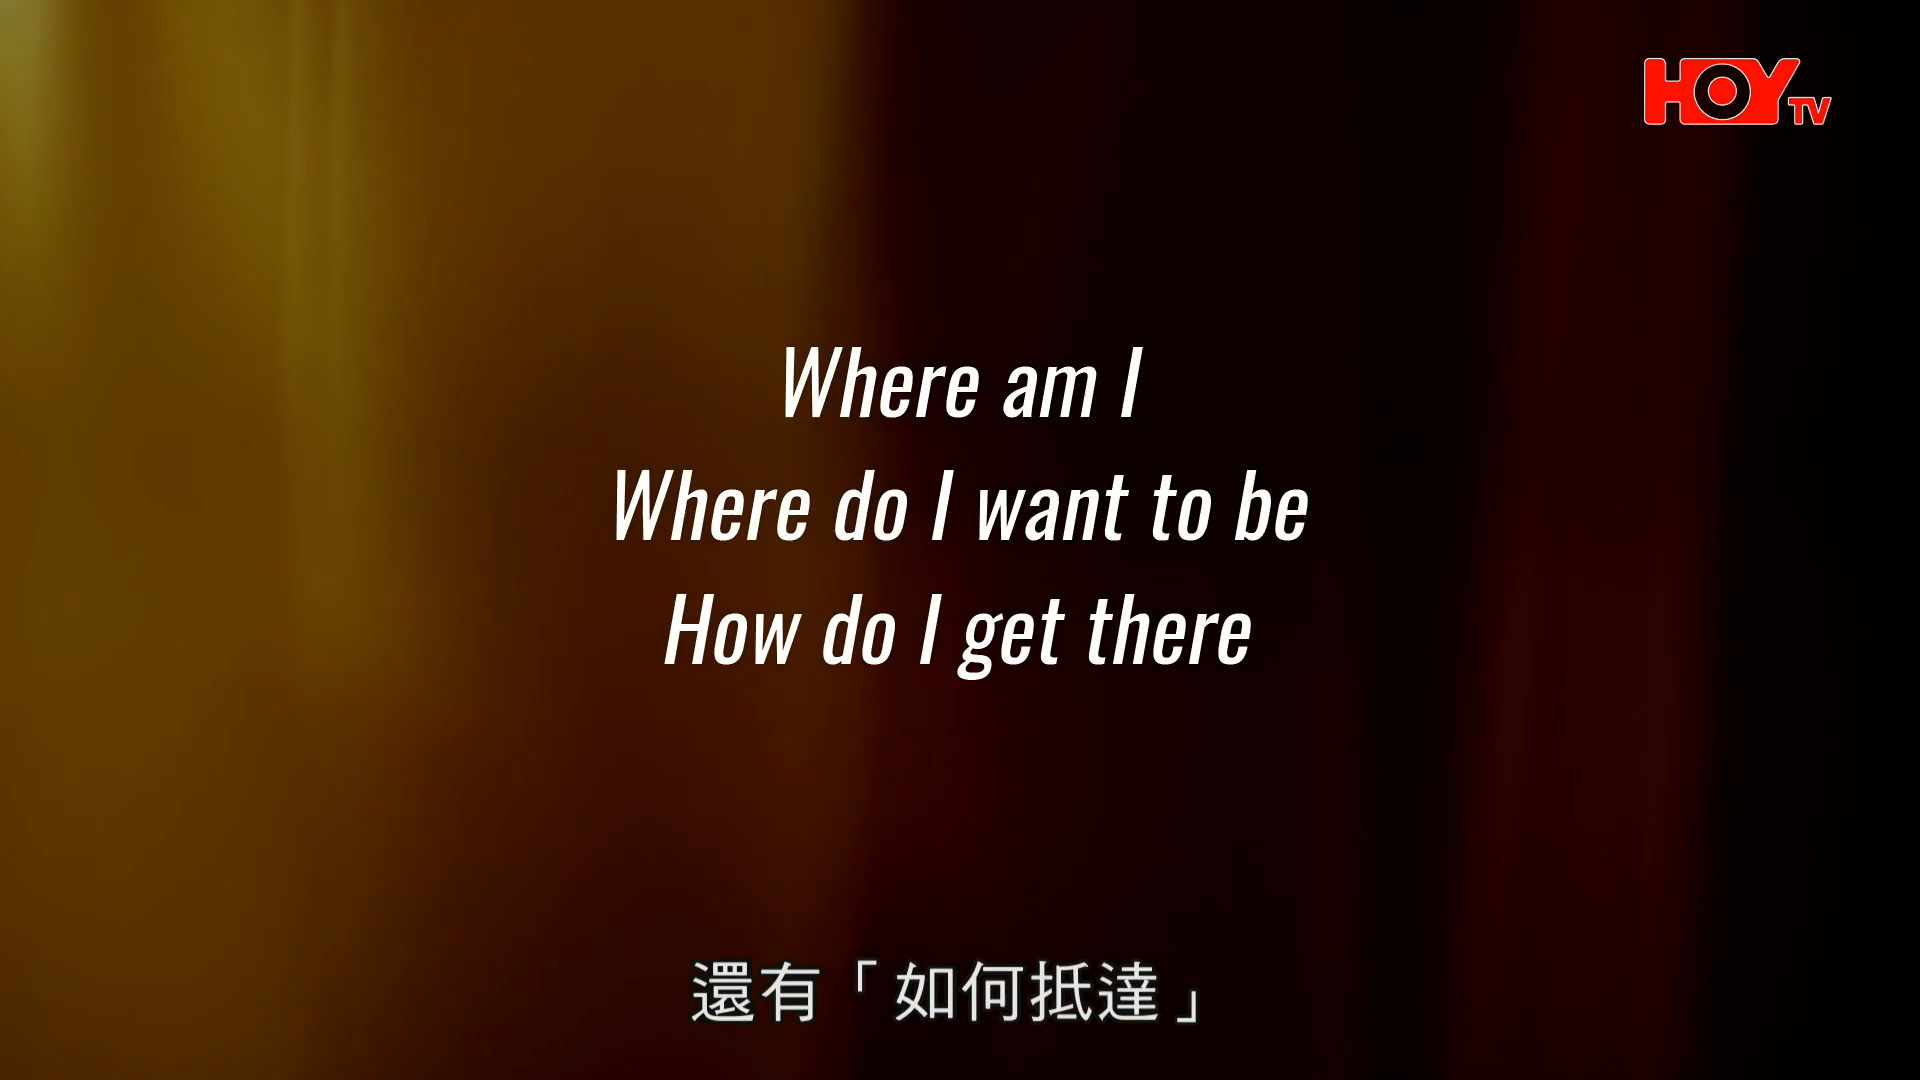 HOY TV
Where am I
Where do I want to be
How do I get there
還有「如何抵達」